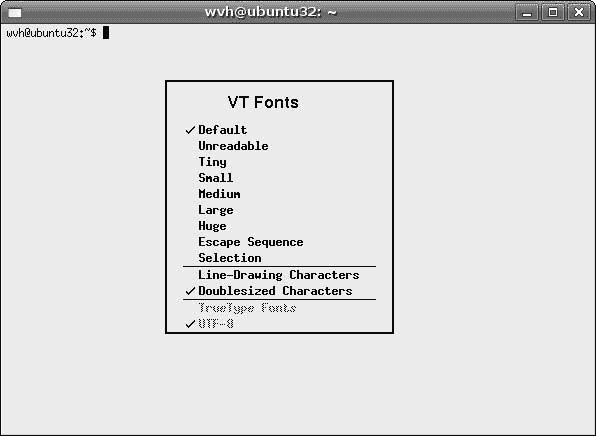 wvh@ubuntu32: ~
wvh@ubuntu32:~$
VT Fonts
✓Default
Unreadable
Tiny
Small
Medium
Large
Huge
Escape Sequence
Selection
Line-Drawing Characters
✓Doublesized Characters
TrueType Fonts
✓UTF-8